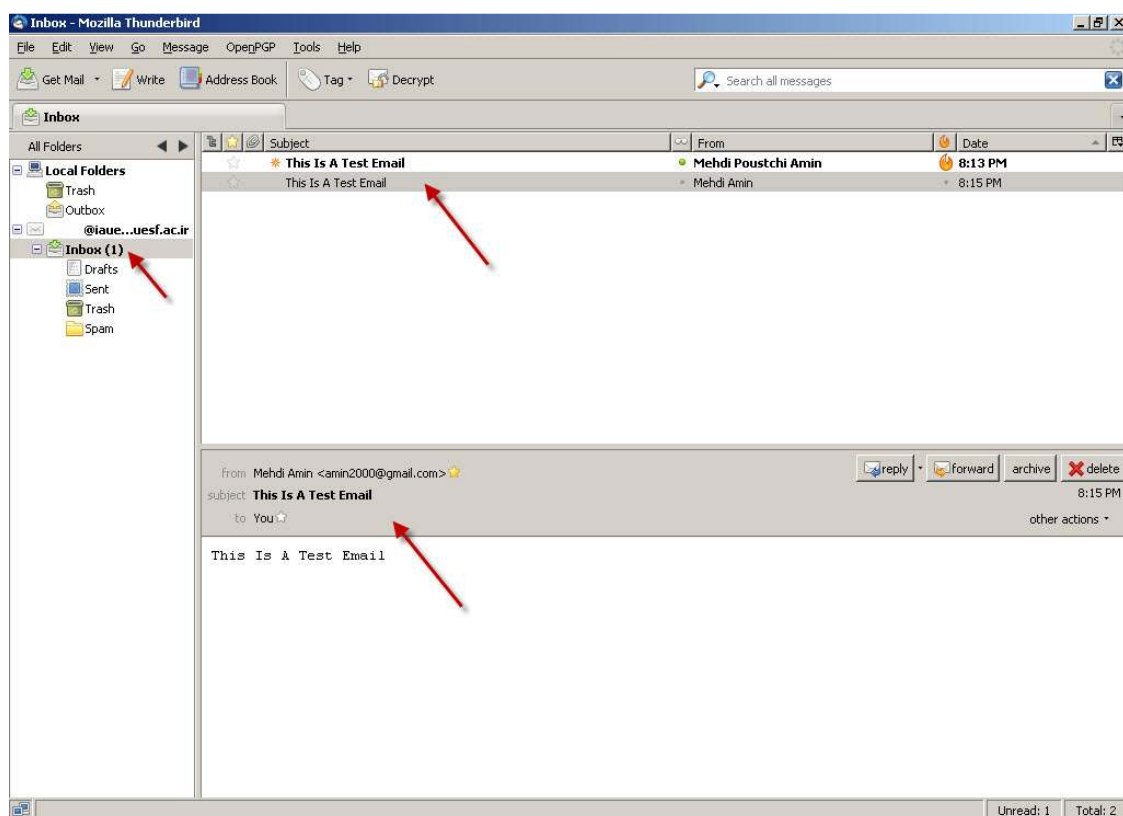 Inbox - Mozilla Thunderbird
File Edit View Go Message OpenPGP Tools Help
Get Mail Write Address Book Tag Decrypt Search all messages
Inbox
All Folders
Local Folders
Trash
Outbox
@iaue...uesf.ac.ir
Inbox (1)
Drafts
Sent
Trash
Spam
Subject From Date
This Is A Test Email Mehdi Poustchi Amin 8:13 PM
This Is A Test Email Mehdi Amin 8:15 PM
from Mehdi Amin <amin2000@gmail.com> reply forward archive delete
subject This Is A Test Email 8:15 PM
to You other actions
This Is A Test Email
Unread: 1 Total: 2